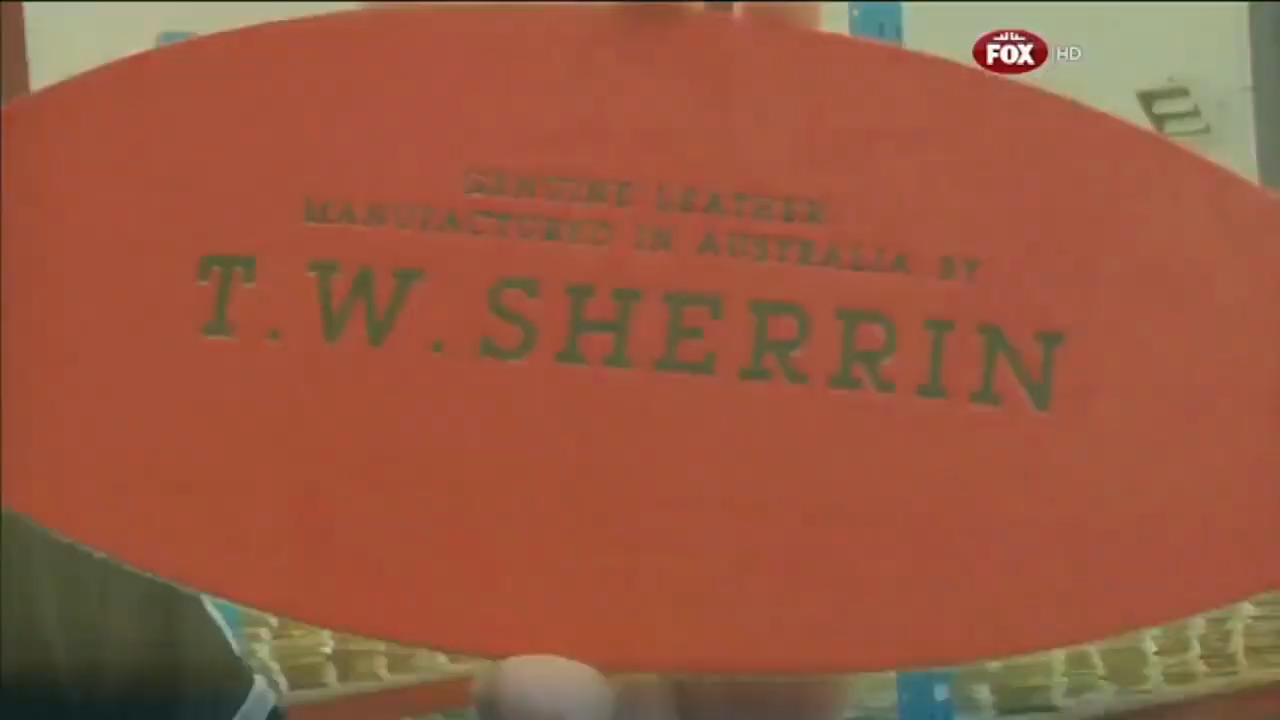 FOX HD
GENUINE LEATHER
MANUFACTURED IN AUSTRALIA BY
T.W.SHERRIN